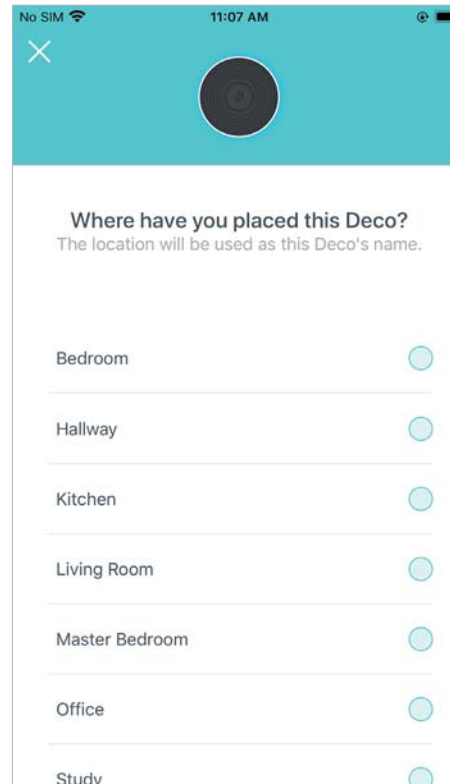 No SIM 11:07 AM
Where have you placed this Deco?
The location will be used as this Deco's name.
Bedroom
Hallway
Kitchen
Living Room
Master Bedroom
Office
Study